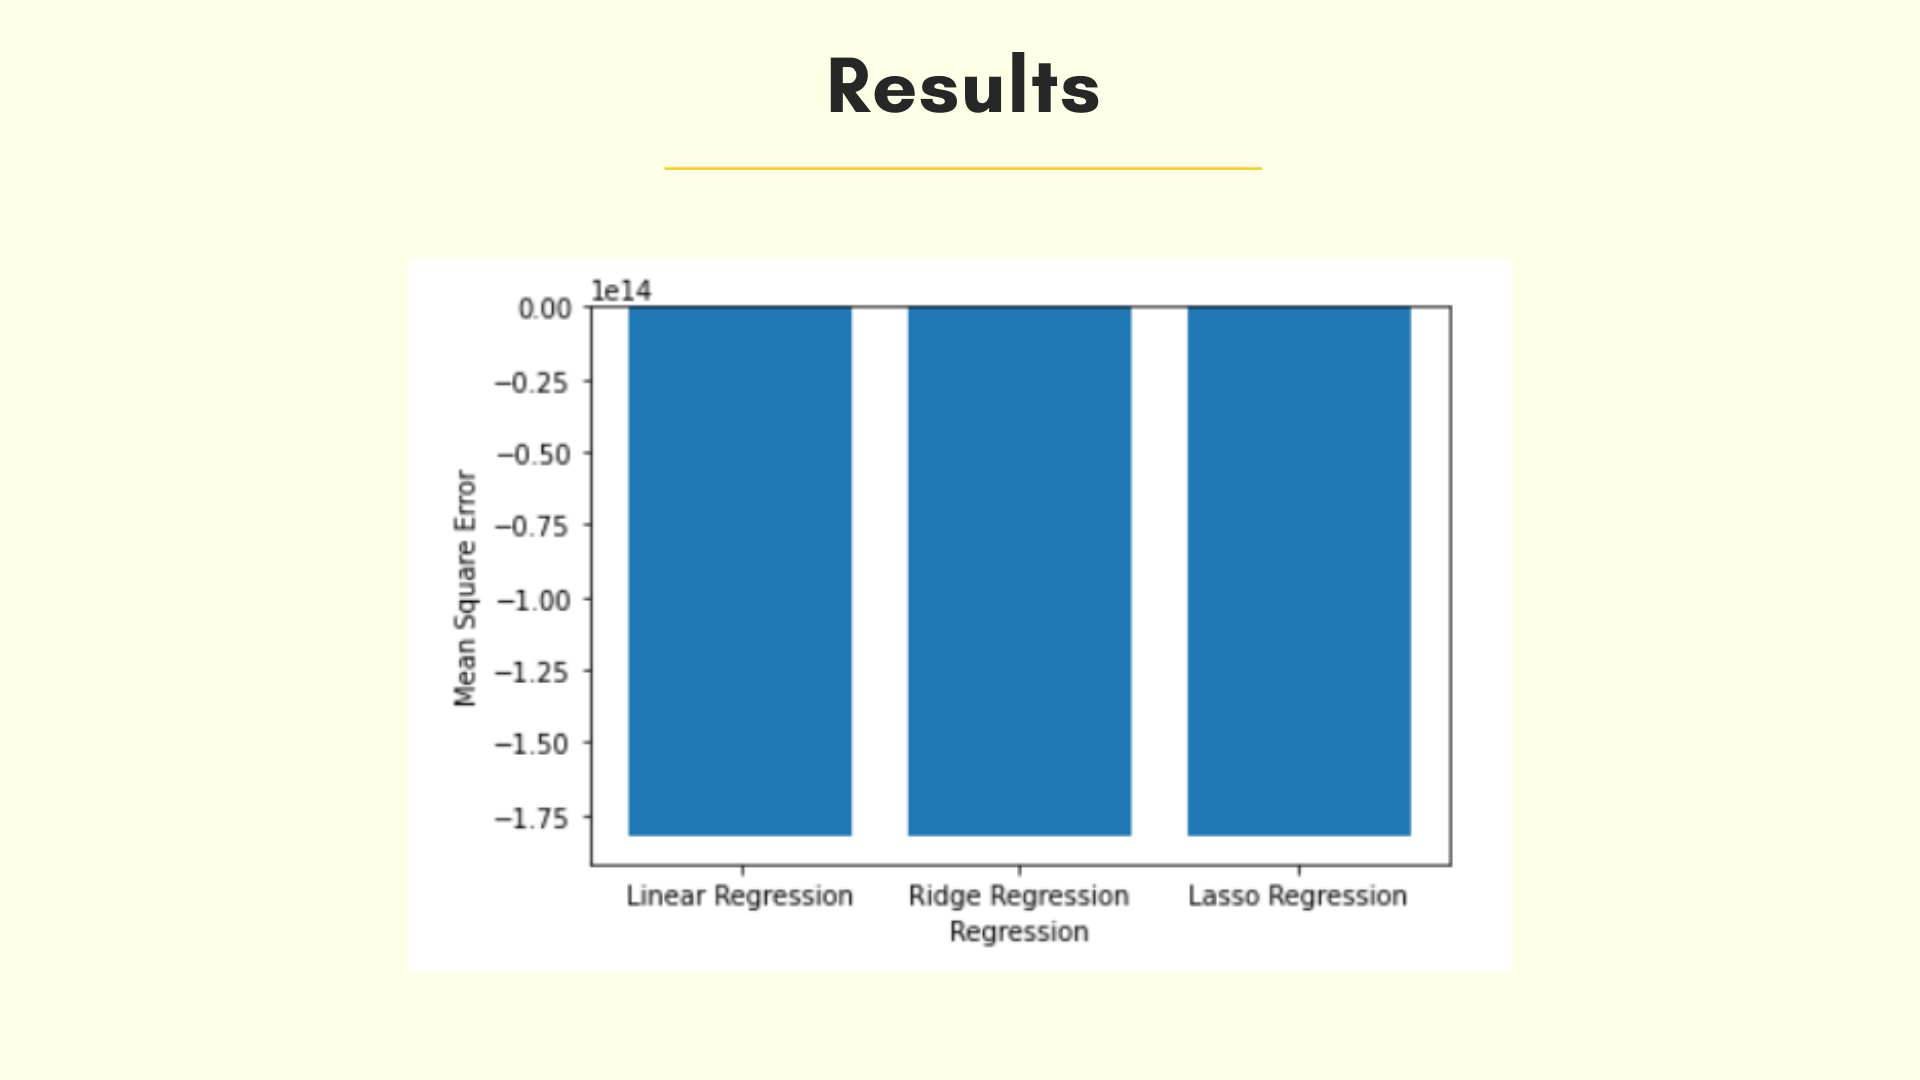 Results
1e14
0.00
−0.25
−0.50
−0.75
−1.00
−1.25
−1.50
−1.75
Mean Square Error
Linear Regression Ridge Regression Lasso Regression
Regression